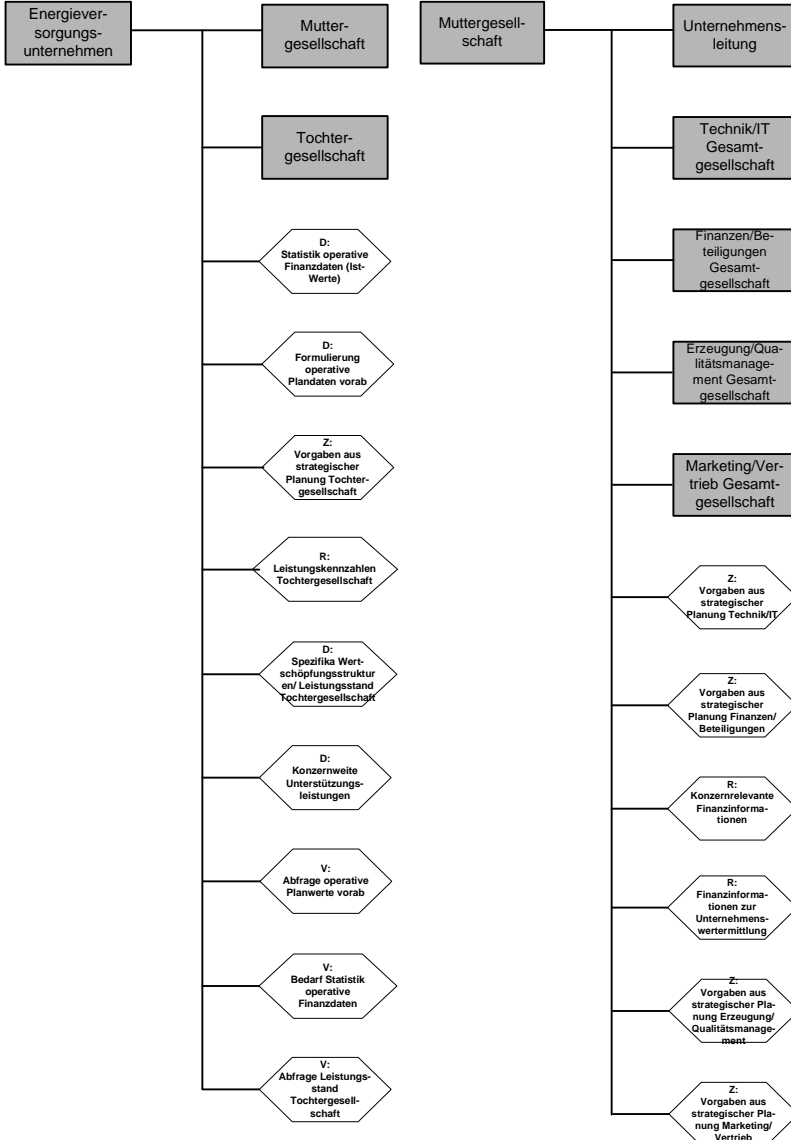 Energiever-
sorgungs-
unternehmen
Mutter-
gesellschaft
Tochter-
gesellschaft
D:
Statistik operative
Finanzdaten (Ist-
Werte)
D:
Formulierung
operative
Plandaten vorab
Z:
Vorgaben aus
strategischer
Planung Tochter-
gesellschaft
R:
Leistungskennzahlen
Tochtergesellschaft
D:
Spezifika Wert-
schöpfungsstruktur
en/ Leistungsstand
Tochtergesellschaft
D:
Konzernweite
Unterstützungs-
leistungen
V:
Abfrage operative
Planwerte vorab
V:
Bedarf Statistik
operative
Finanzdaten
V:
Abfrage Leistungs-
stand
Tochtergesell-
schaft
Muttergesell-
schaft
Unternehmens-
leitung
Technik/IT
Gesamt-
gesellschaft
Finanzen/Be-
teiligungen
Gesamt-
gesellschaft
Erzeugung/Qua-
litätsmanage-
ment Gesamt-
gesellschaft
Marketing/Ver-
trieb Gesamt-
gesellschaft
Z:
Vorgaben aus
strategischer
Planung Technik/IT
Z:
Vorgaben aus
strategischer
Planung Finanzen/
Beteiligungen
R:
Konzernrelevante
Finanzinforma-
tionen
R:
Finanzinforma-
tionen zur
Unternehmens-
wertermittlung
Z:
Vorgaben aus
strategischer Pla-
nung Erzeugung/
Qualitätsmanage-
ment
Z:
Vorgaben aus
strategischer Pla-
nung Marketing/
Vertrieb